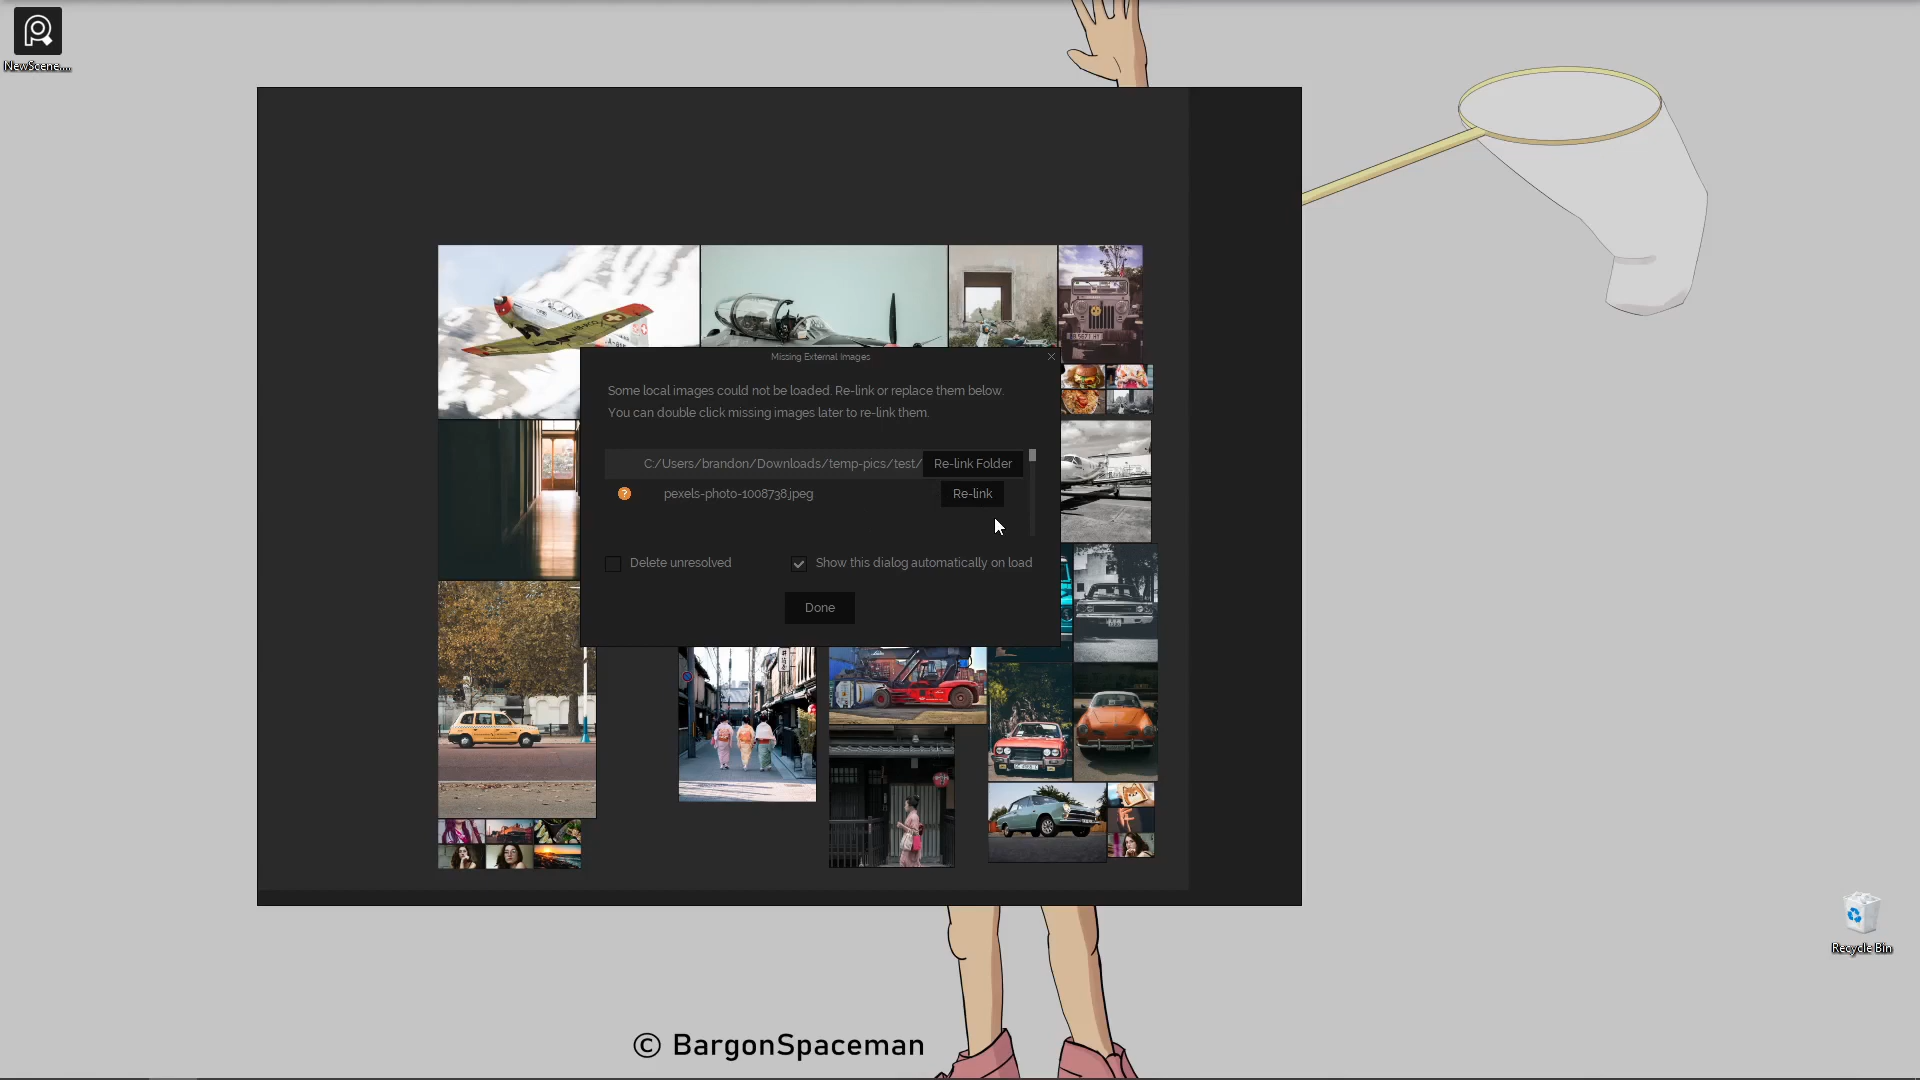 NewScene....
Missing External Images
Some local images could not be loaded. Re-link or replace them below.
You can double click missing images later to re-link them.
C:/Users/brandon/Downloads/temp-pics/test/
Re-link Folder
pexels-photo-1008738.jpeg
Re-link
Delete unresolved
Show this dialog automatically on load
Done
Recycle Bin
© BargonSpaceman